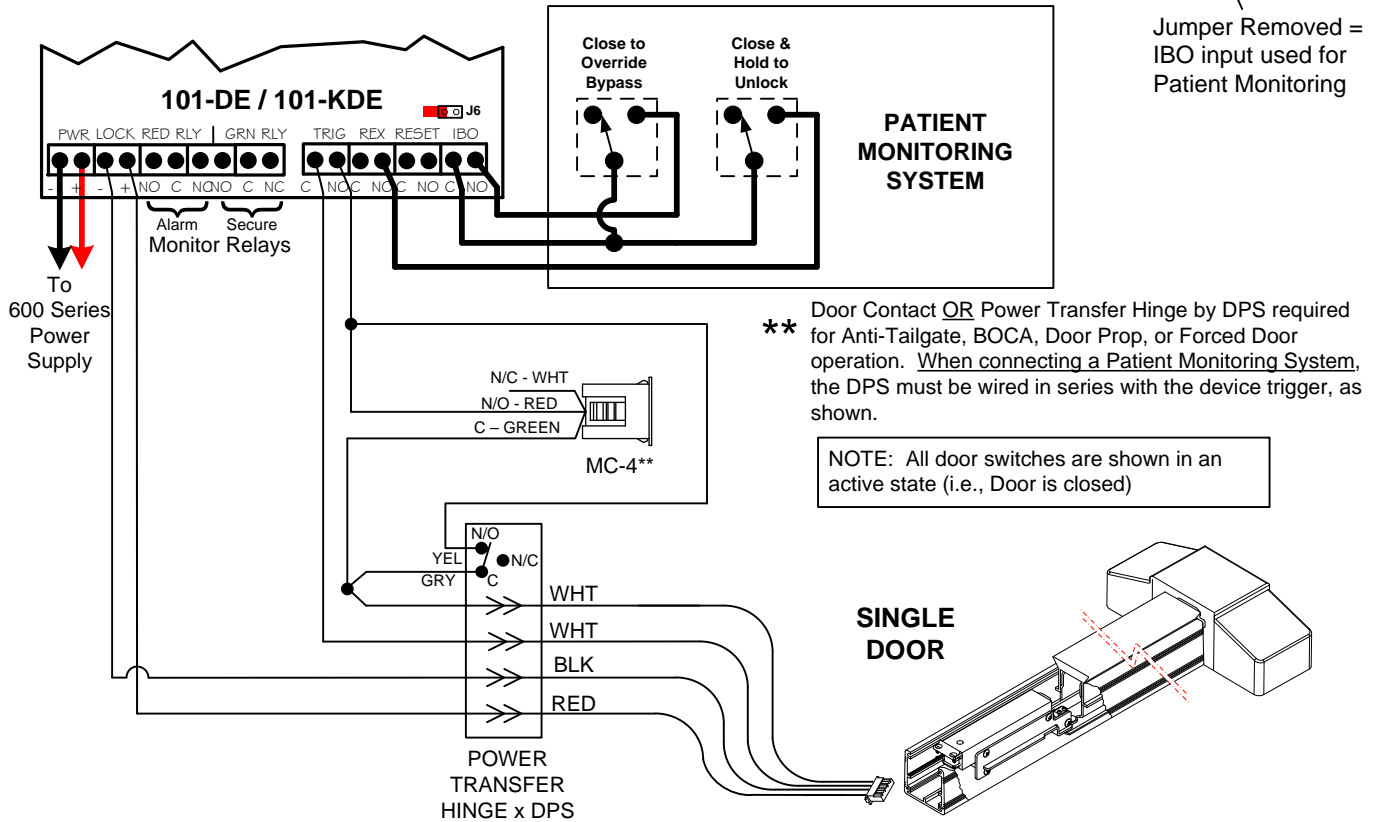 Jumper Removed =
IBO input used for
Patient Monitoring
Close to
Override
Bypass
Close &
Hold to
Unlock
PATIENT
MONITORING
SYSTEM
101-DE / 101-KDE
J6
PWR LOCK RED RLY | GRN RLY TRIG REX RESET IBO
- + - + NO C NC NO C NC C NO C NO C NO C NO
Alarm Secure
Monitor Relays
To
600 Series
Power
Supply
** Door Contact OR Power Transfer Hinge by DPS required
for Anti-Tailgate, BOCA, Door Prop, or Forced Door
operation. When connecting a Patient Monitoring System,
the DPS must be wired in series with the device trigger, as
shown.
N/C - WHT
N/O - RED
C – GREEN
MC-4**
NOTE: All door switches are shown in an
active state (i.e., Door is closed)
N/O
YEL
N/C
GRY
C
WHT
WHT
BLK
RED
SINGLE
DOOR
POWER
TRANSFER
HINGE x DPS